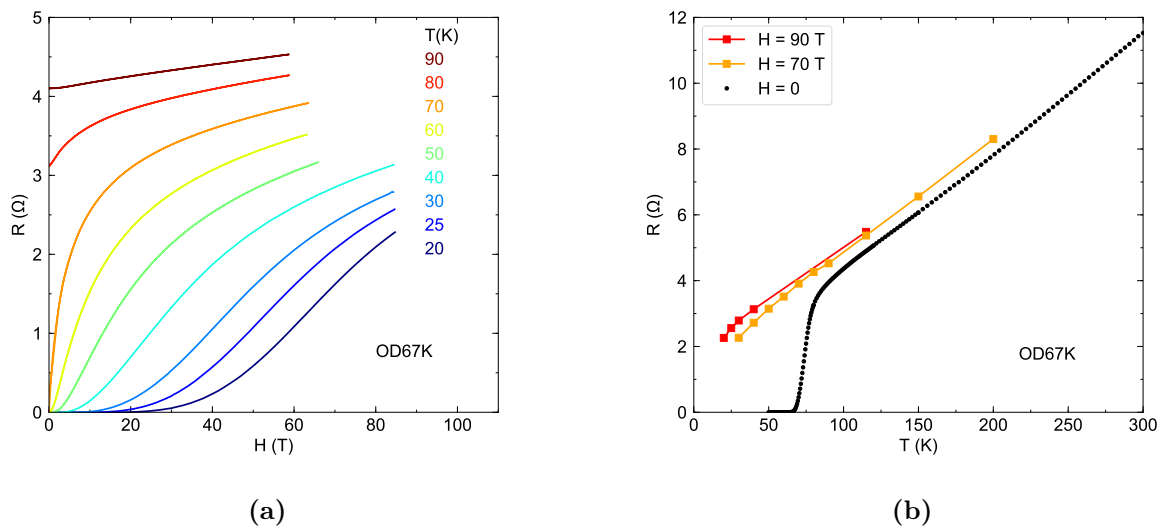 T(K)
90
80
70
60
50
40
30
25
20
OD67K
R (Ω)
5
4
3
2
1
0
0 20 40 60 80 100
H (T)
(a)
H = 90 T
H = 70 T
H = 0
OD67K
R (Ω)
12
10
8
6
4
2
0
0 50 100 150 200 250 300
T (K)
(b)